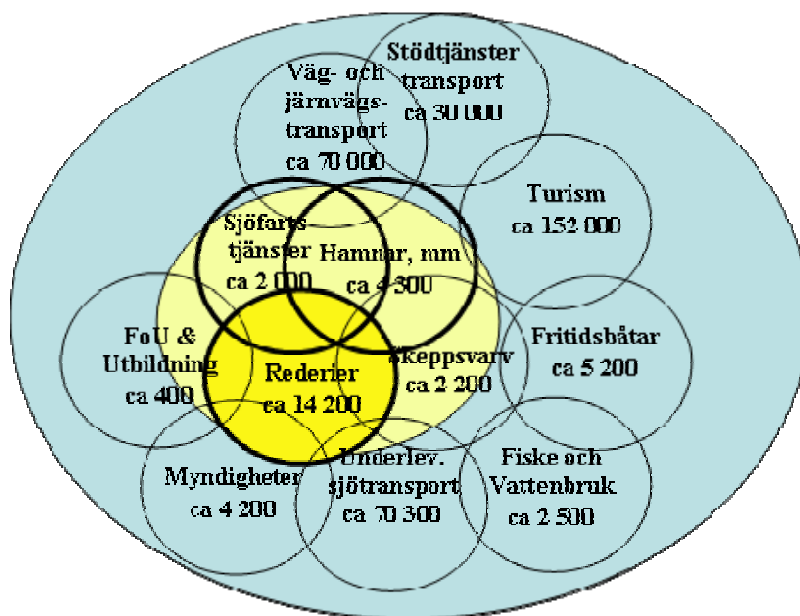 Stödtjänster
transport
ca 30 000
Väg- och
järnvägs-
transport
ca 70 000
Turism
ca 152 000
Sjöfarts
tjänster
ca 2 000
Hamnar, mm
ca 4 300
FoU &
Utbildning
ca 400
Rederier
ca 14 200
Skeppsvarv
ca 2 200
Fritidsbåtar
ca 5 200
Myndigheter
ca 4 200
Underlev.
sjötransport
ca 70 300
Fiske och
Vattenbruk
ca 2 500